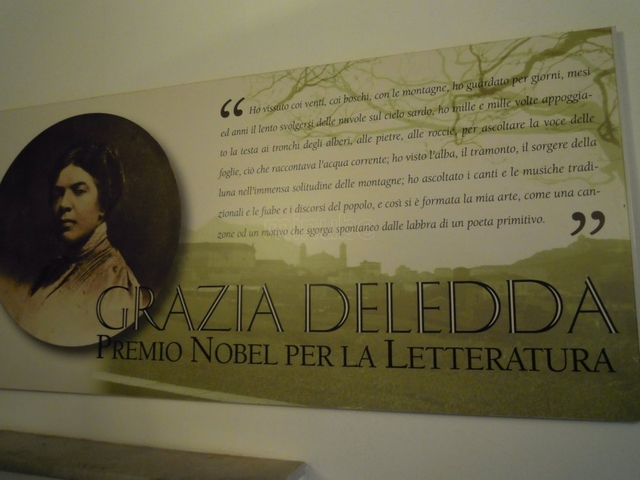 “ Ho vissuto coi venti, coi boschi, con le montagne, ho guardato per giorni, mesi
ed anni il lento svolgersi delle nuvole sul cielo sardo, ho mille e mille volte appoggia-
to la testa ai tronchi degli alberi, alle pietre, alle roccie, per ascoltare la voce delle
foglie, ciò che raccontava l'acqua corrente; ho visto l'alba, il tramonto, il sorgere della
luna nell'immensa solitudine delle montagne; ho ascoltato i canti e le musiche tradi-
zionali e le fiabe e i discorsi del popolo, e così si è formata la mia arte, come una can-
zone od un motivo che sgorga spontaneo dalle labbra di un poeta primitivo. ”
GRAZIA DELEDDA
PREMIO NOBEL PER LA LETTERATURA